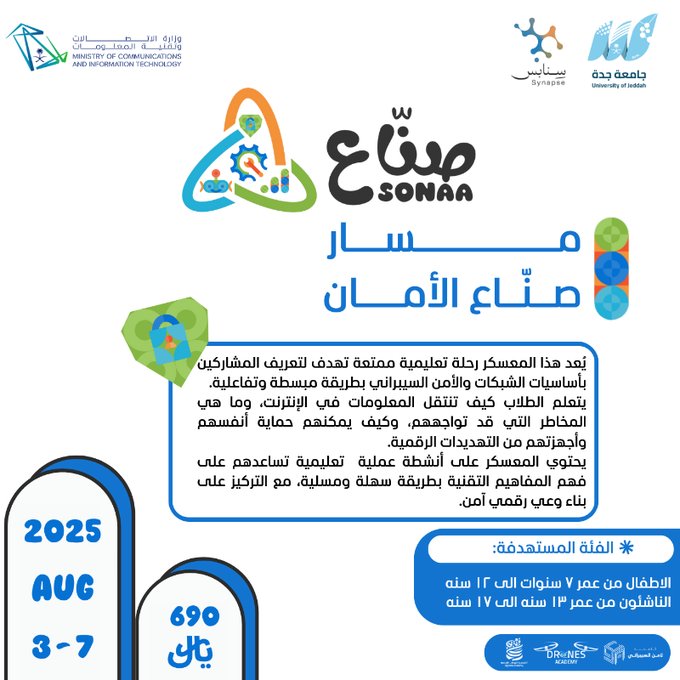 وزارة الاتصالات
وتقنية المعلومات
MINISTRY OF COMMUNICATIONS
AND INFORMATION TECHNOLOGY
سينابس
Synapse
جامعة جدة
University of Jeddah
صنّاع
SONAA
مسار
صنّاع الأمان
يُعد هذا المعسكر رحلة تعليمية ممتعة تهدف لتعريف المشاركين
بأساسيات الشبكات والأمن السيبراني بطريقة مبسطة وتفاعلية.
يتعلم الطلاب كيف تنتقل المعلومات في الإنترنت، وما هي
المخاطر التي قد تواجههم، وكيف يمكنهم حماية أنفسهم
وأجهزتهم من التهديدات الرقمية.
يحتوي المعسكر على أنشطة عملية تعليمية تساعدهم على
فهم المفاهيم التقنية بطريقة سهلة ومسلية، مع التركيز على
بناء وعي رقمي آمن.
2025
AUG
3-7
690
ريال
* الفئة المستهدفة:
الاطفال من عمر ٧ سنوات الى ١٢ سنه
الناشئون من عمر ١٣ سنه الى ١٧ سنه
DRONES
ACADEMY
للأمن السيبراني